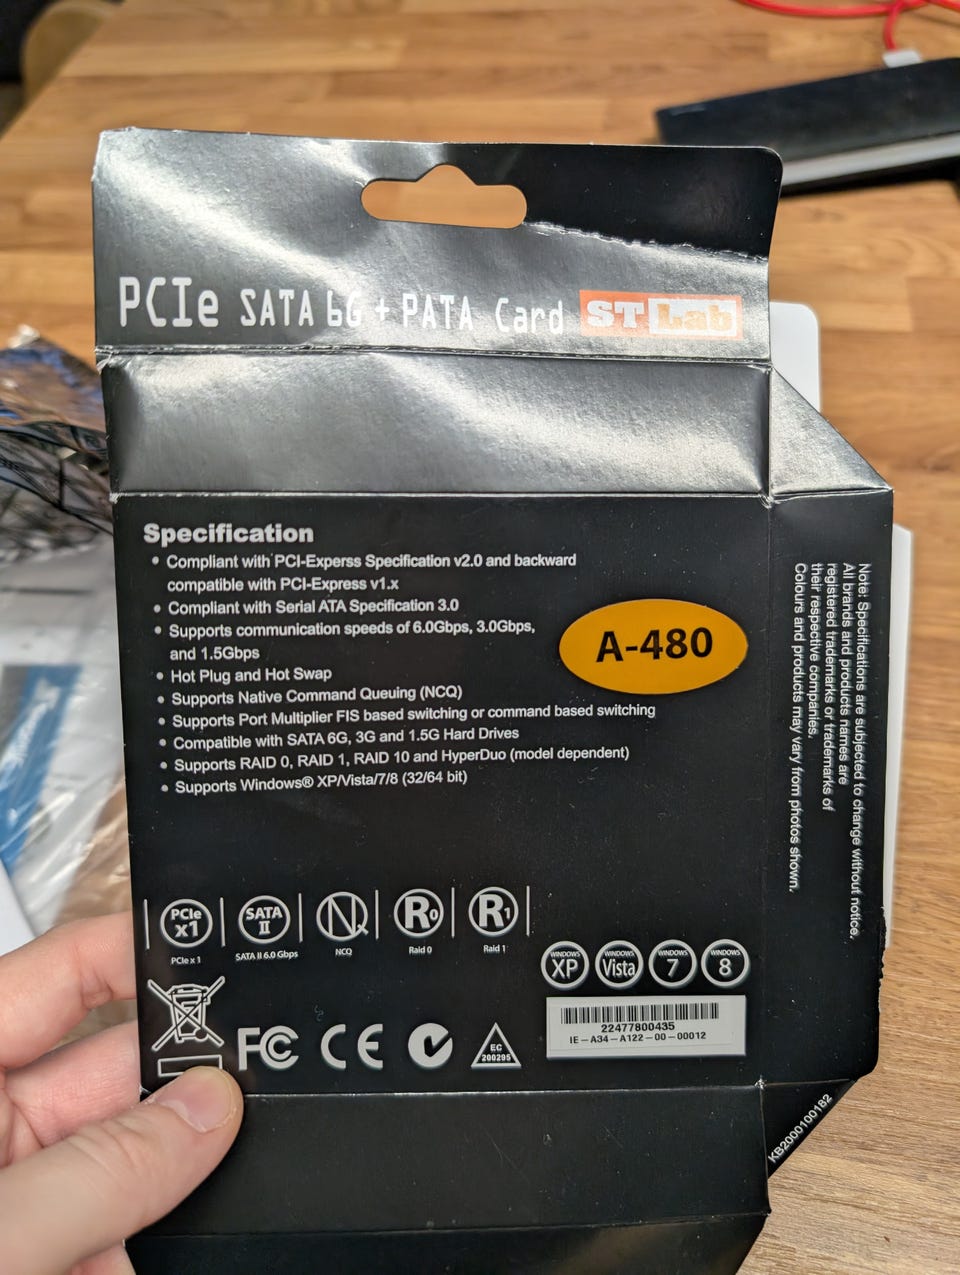 PCIe SATA 6G + PATA Card ST Lab
Specification
• Compliant with PCI-Experss Specification v2.0 and backward
compatible with PCI-Express v1.x
• Compliant with Serial ATA Specification 3.0
• Supports communication speeds of 6.0Gbps, 3.0Gbps,
and 1.5Gbps
• Hot Plug and Hot Swap
• Supports Native Command Queuing (NCQ)
• Supports Port Multiplier FIS based switching or command based switching
• Compatible with SATA 6G, 3G and 1.5G Hard Drives
• Supports RAID 0, RAID 1, RAID 10 and HyperDuo (model dependent)
• Supports Windows® XP/Vista/7/8 (32/64 bit)
A-480
Note: Specifications are subjected to change without notice,
All brands and products names are
registered trademarks or trademarks of
their respective companies.
Colours and products may vary from photos shown.
PCIe
x1
PCIe x 1
SATA
II
SATA II 6.0 Gbps
N
NCQ
R0
Raid 0
R1
Raid 1
WINDOWS
XP
WINDOWS
Vista
WINDOWS
7
WINDOWS
8
FC CE
EC
200295
22477800435
IE-A34-A122-00-00012
KB2000100182